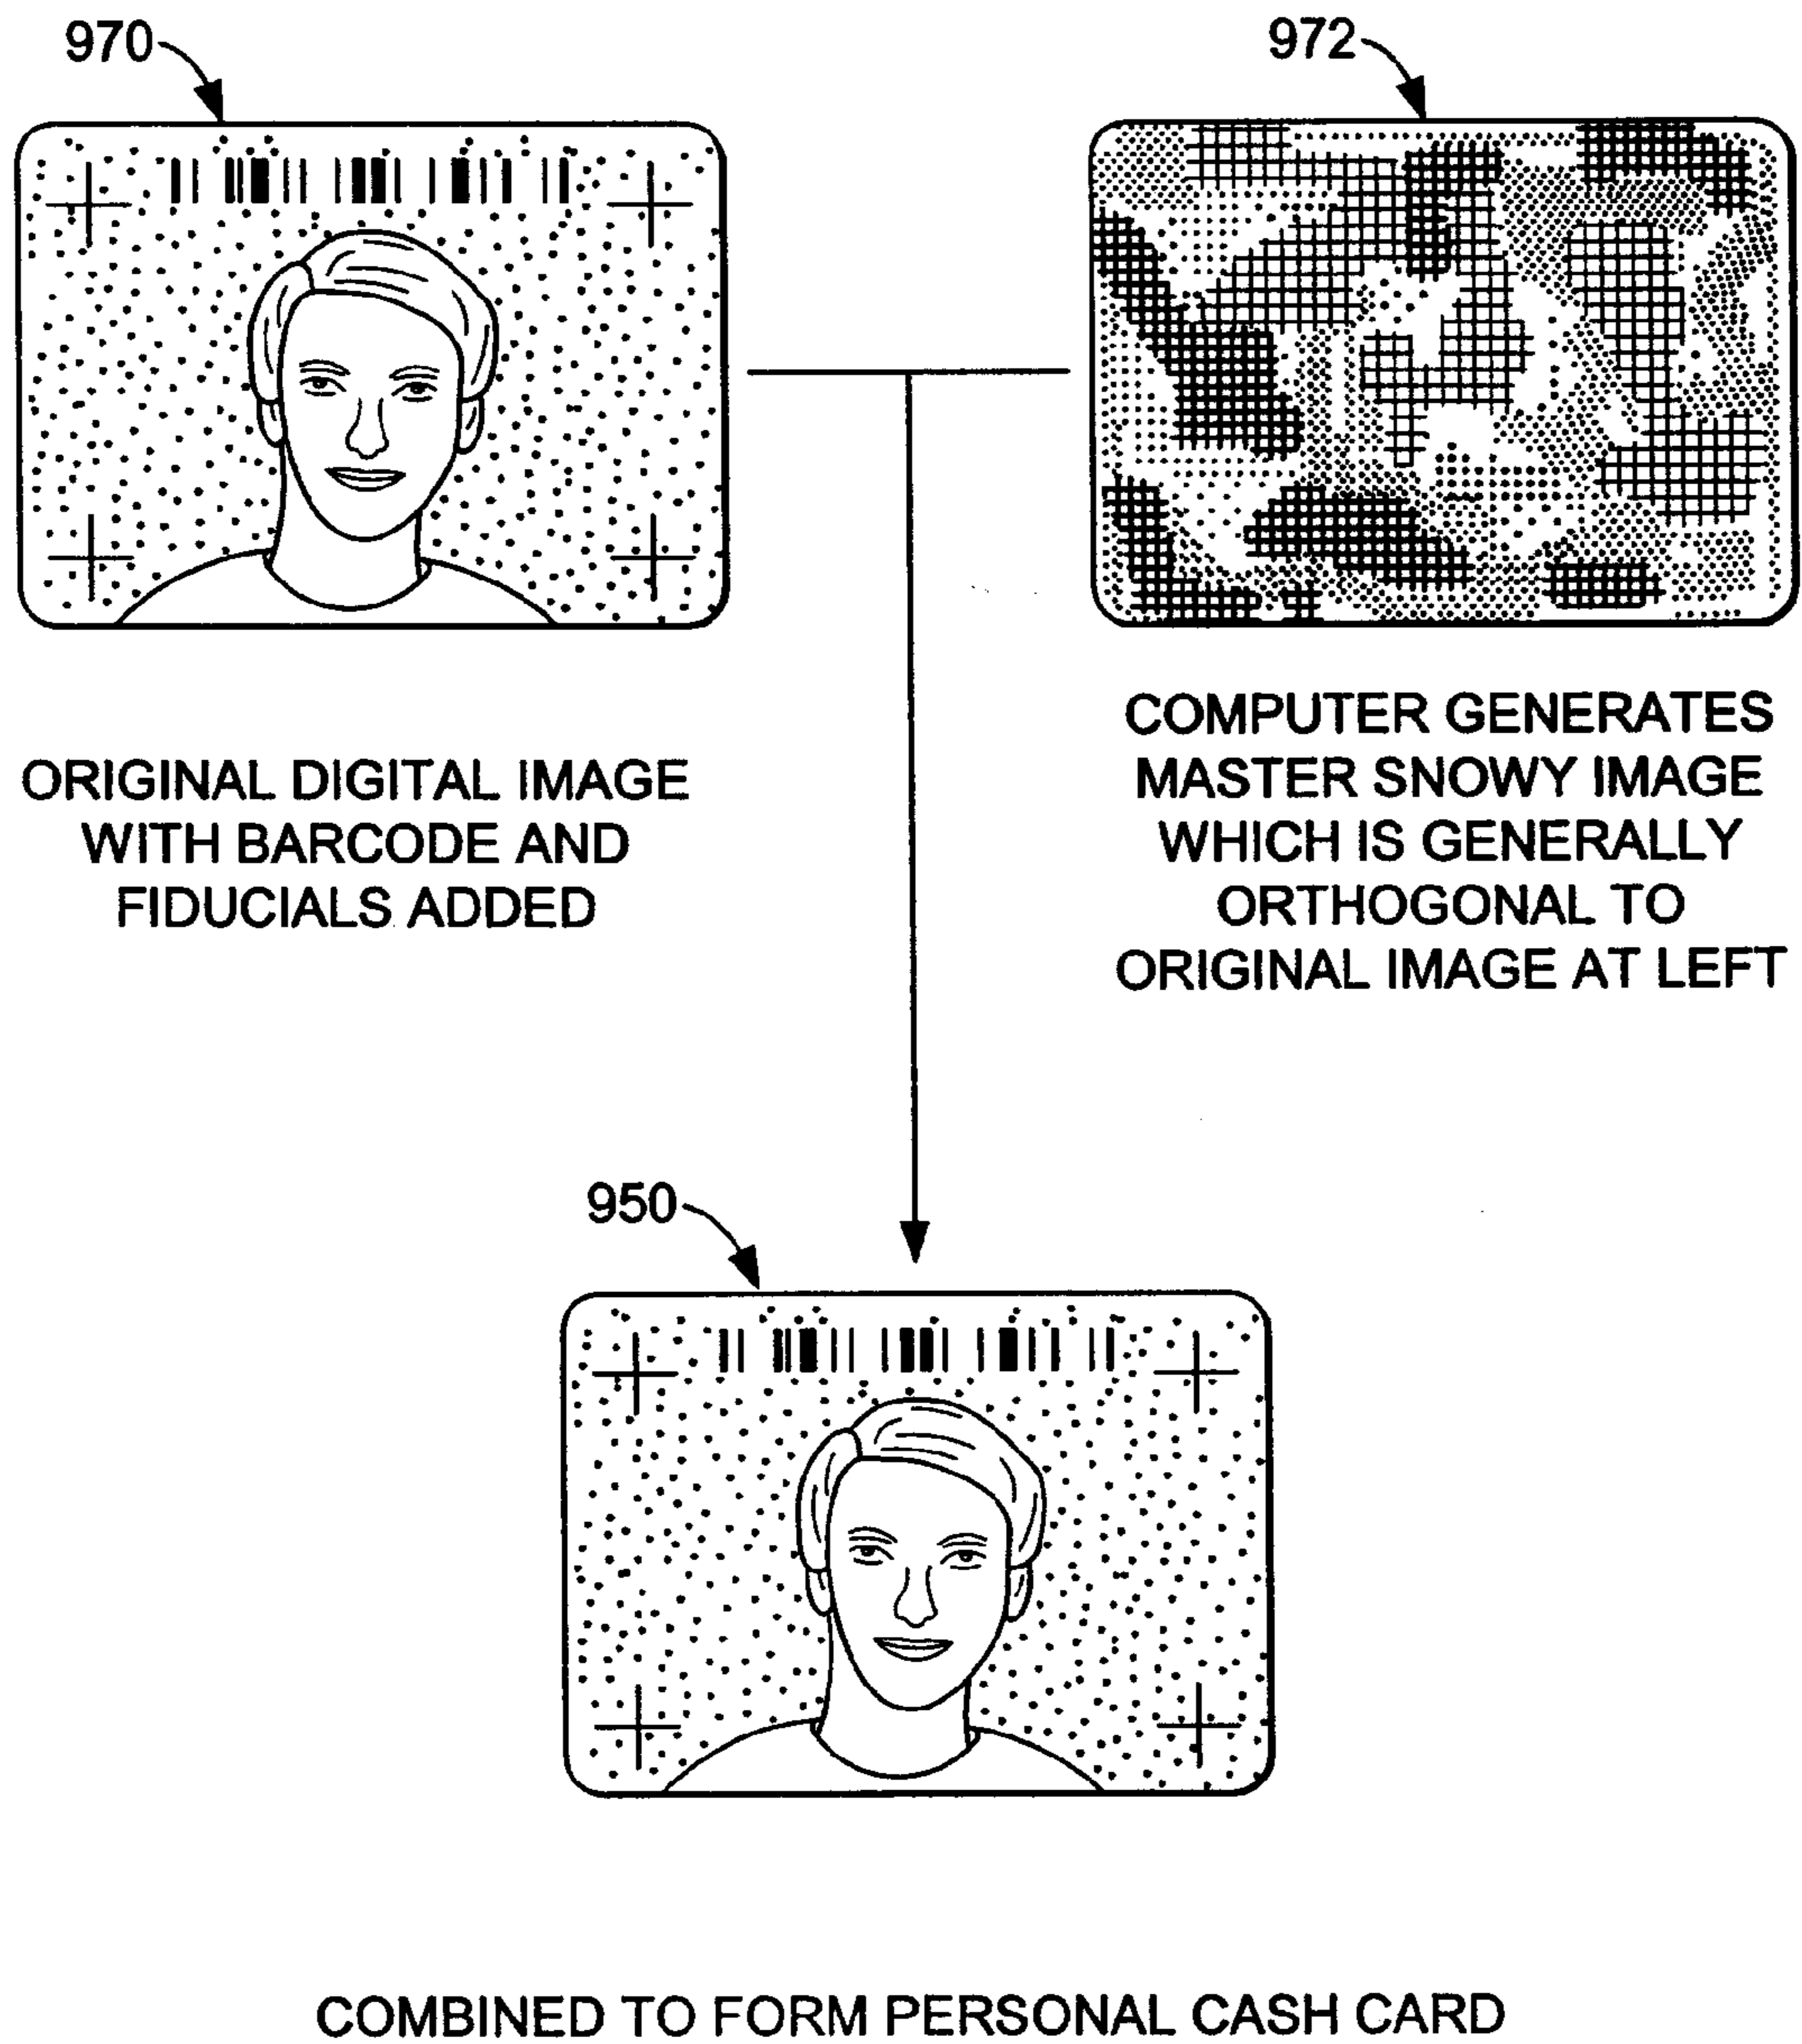 970
972
ORIGINAL DIGITAL IMAGE
WITH BARCODE AND
FIDUCIALS ADDED
COMPUTER GENERATES
MASTER SNOWY IMAGE
WHICH IS GENERALLY
ORTHOGONAL TO
ORIGINAL IMAGE AT LEFT
950
COMBINED TO FORM PERSONAL CASH CARD